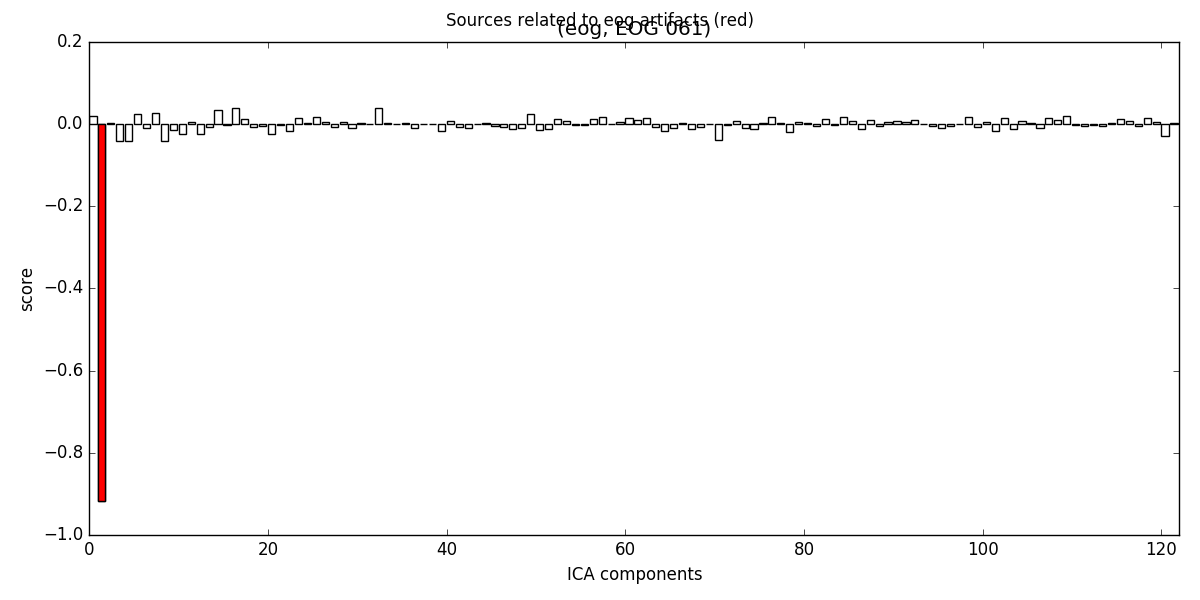 Sources related to eog artifacts (red)
(eog, EOG 061)
0.2
0.0
−0.2
−0.4
−0.6
−0.8
−1.0
score
0 20 40 60 80 100 120
ICA components